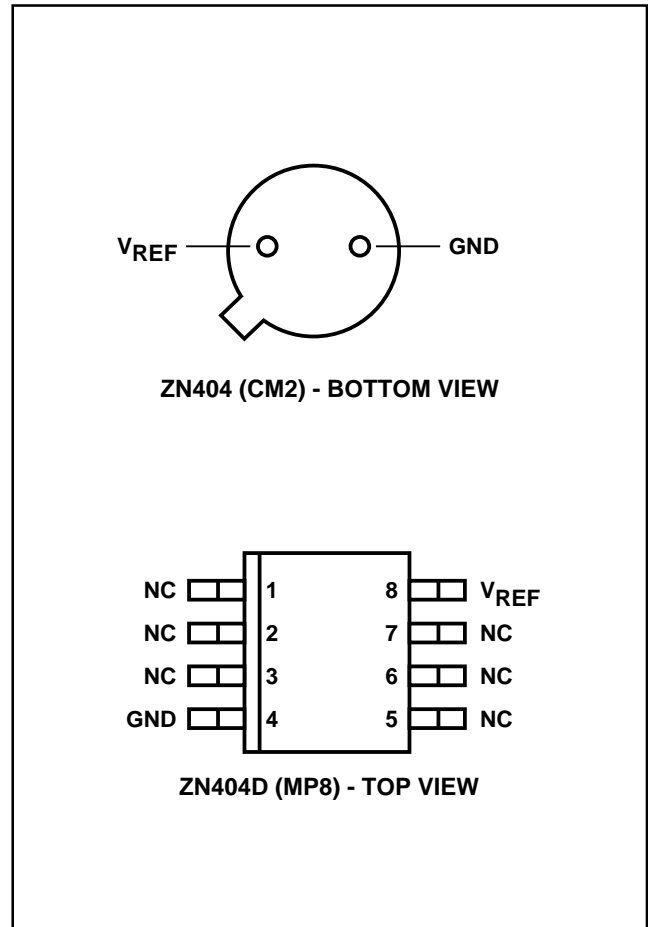 VREF GND
ZN404 (CM2) - BOTTOM VIEW
NC 1 8 VREF
NC 2 7 NC
NC 3 6 NC
GND 4 5 NC
ZN404D (MP8) - TOP VIEW